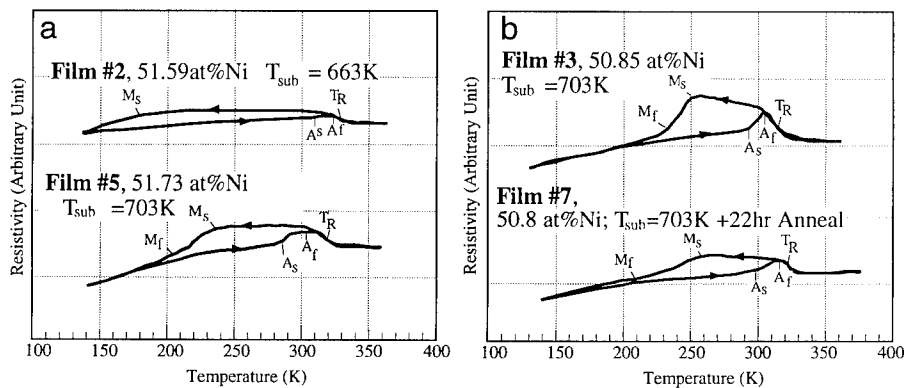 a
Film #2, 51.59at%Ni T_sub = 663K
M_s
T_R
A_s A_f
Film #5, 51.73 at%Ni
T_sub =703K
M_s
T_R
M_f
A_s
A_f
Resistivity (Arbitrary Unit)
100 150 200 250 300 350 400
Temperature (K)
b
Film #3, 50.85 at%Ni
T_sub =703K
M_s
T_R
M_f
A_f
A_s
Film #7,
50.8 at%Ni; T_sub=703K +22hr Anneal
M_s
T_R
M_f
A_s
A_f
Resistivity (Arbitrary Unit)
100 150 200 250 300 350 400
Temperature (K)